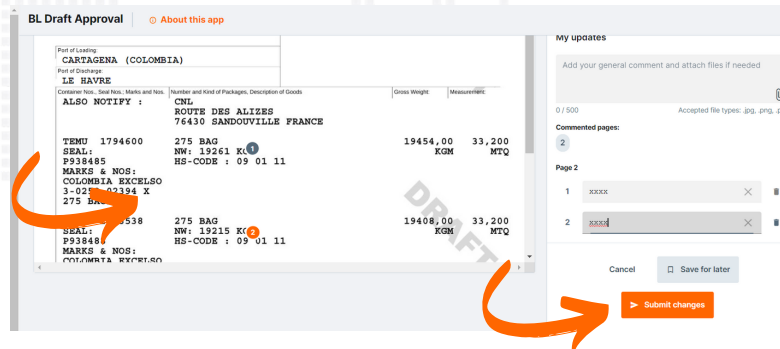 BL Draft Approval
About this app
Port of Loading:
CARTAGENA (COLOMBIA)
Port of Discharge:
LE HAVRE
Container Nos., Seal Nos.; Marks and Nos. Number and Kind of Packages, Description of Goods Gross Weight: Measurement:
ALSO NOTIFY : CNL
ROUTE DES ALIZES
76430 SANDOUVILLE FRANCE
TEMU 1794600 275 BAG 19454,00 33,200
SEAL: NW: 19261 1 KGM MTQ
P938485 HS-CODE : 09 01 11
MARKS & NOS:
COLOMBIA EXCELSO
X
275
275 BAG 19408,00 33,200
SEAL: NW: 19215 2 KGM MTQ
HS-CODE : 09 01 11
MARKS & NOS:
COLOMBIA EXCELSO
DRAFT
My updates
Add your general comment and attach files if needed
0 / 500 Accepted file types: .jpg, .png,
Commented pages:
2
Page 2
1 xxxx
2 xxxx
Cancel Save for later
Submit changes